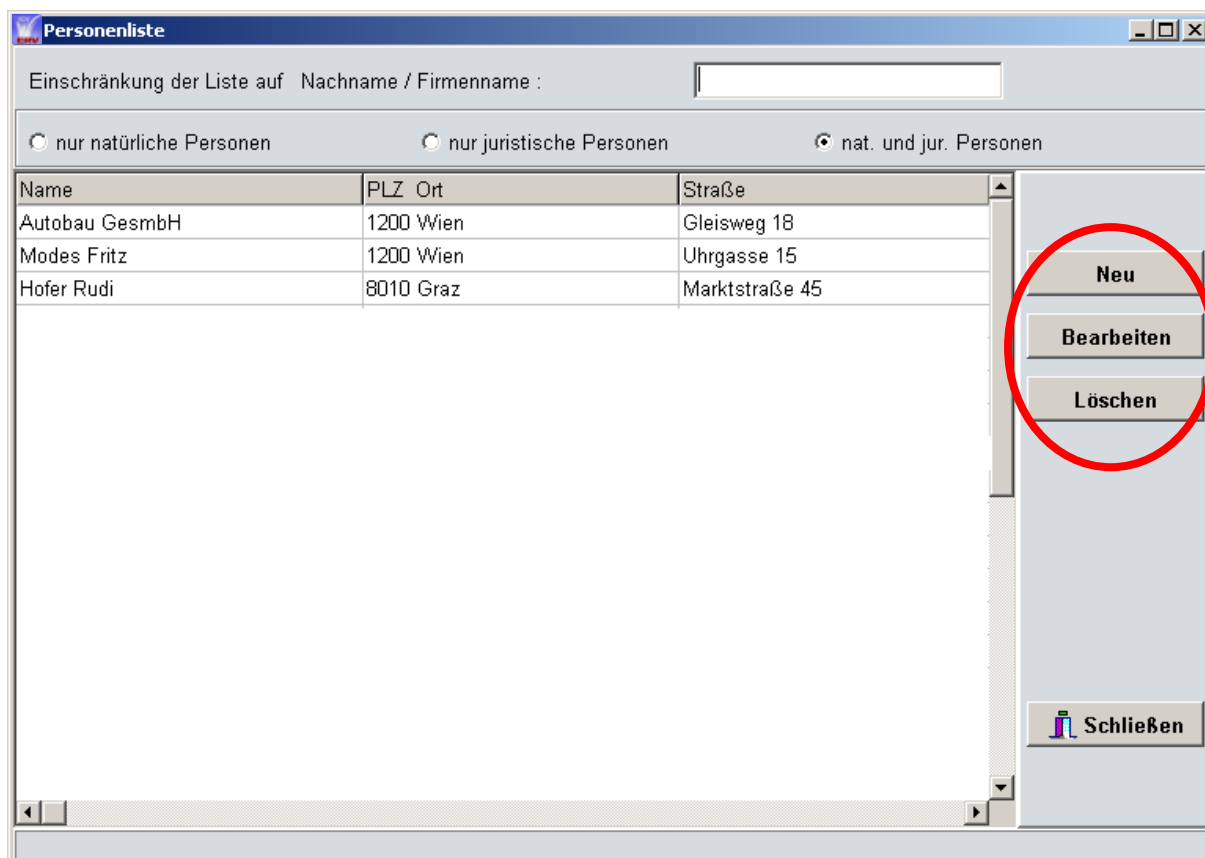 Personenliste
Einschränkung der Liste auf Nachname / Firmenname :
nur natürliche Personen nur juristische Personen nat. und jur. Personen
Name PLZ Ort Straße
Autobau GesmbH 1200 Wien Gleisweg 18
Modes Fritz 1200 Wien Uhrgasse 15
Hofer Rudi 8010 Graz Marktstraße 45
Neu
Bearbeiten
Löschen
Schließen